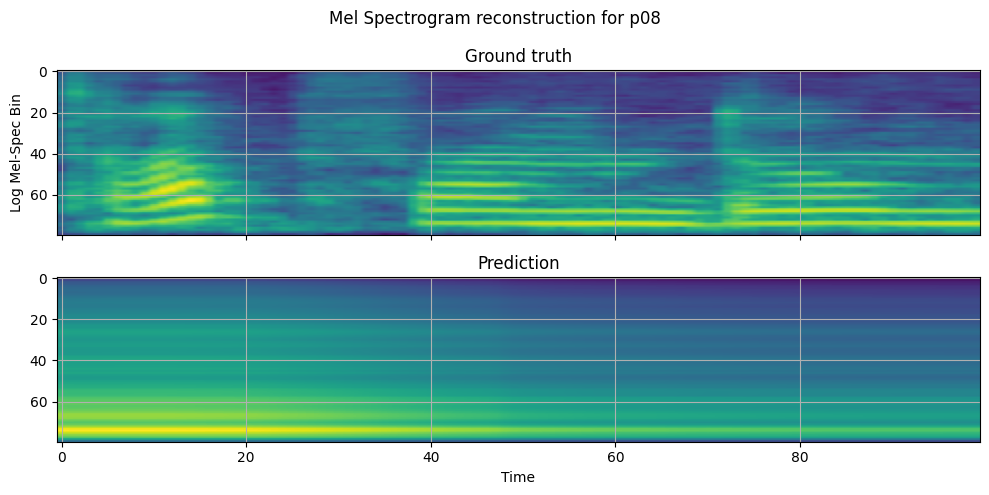 Mel Spectrogram reconstruction for p08
Ground truth
Log Mel-Spec Bin
0
20
40
60
Prediction
0
20
40
60
0 20 40 60 80
Time